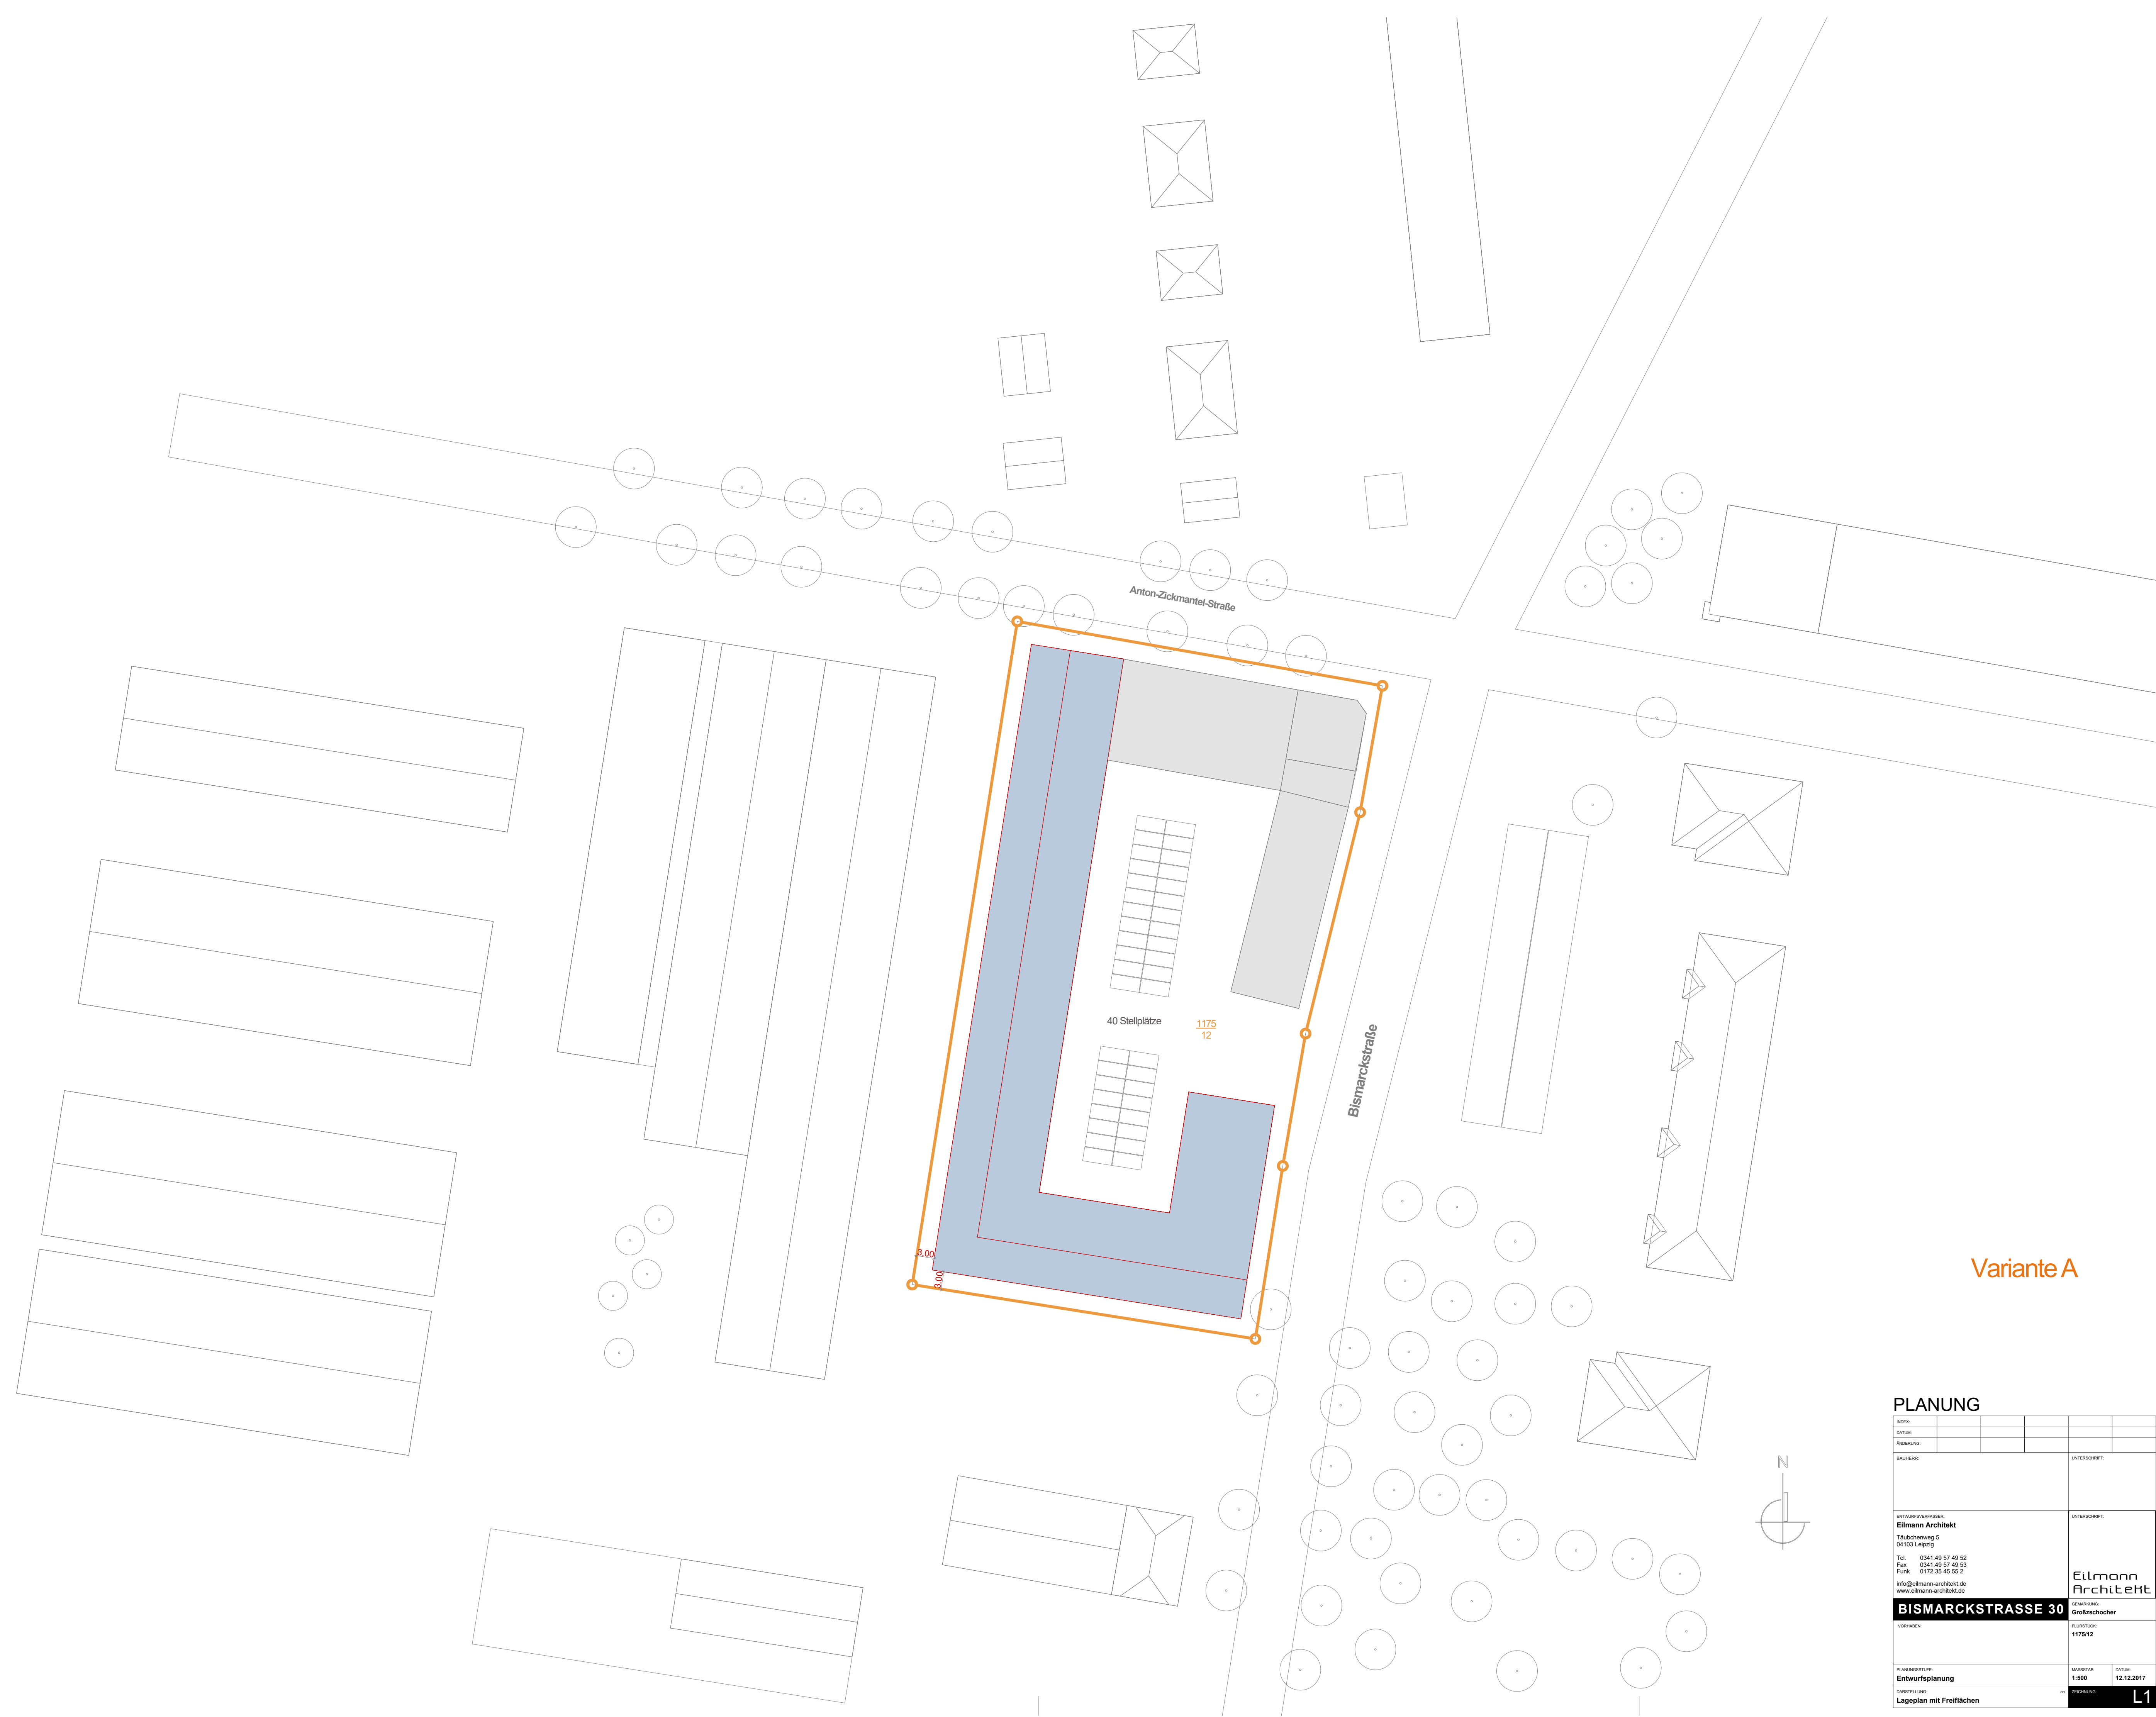 Anton-Zickmantel-Straße
40 Stellplätze
1175
12
Bismarckstraße
3,00
3,00
Variante A
N
PLANUNG
INDEX:
DATUM:
ÄNDERUNG:
BAUHERR:
UNTERSCHRIFT:
ENTWURFSVERFASSER:
Eilmann Architekt
Täubchenweg 5
04103 Leipzig
Tel. 0341.49 57 49 52
Fax 0341.49 57 49 53
Funk 0172.35 45 55 2
info@eilmann-architekt.de
www.eilmann-architekt.de
UNTERSCHRIFT:
Eilmann
Architekt
BISMARCKSTRASSE 30
GEMARKUNG:
Großzschocher
VORHABEN:
FLURSTÜCK:
1175/12
PLANUNGSSTUFE:
Entwurfsplanung
MASSSTAB:
1:500
DATUM:
12.12.2017
DARSTELLUNG: an
Lageplan mit Freiflächen
ZEICHNUNG:
L1